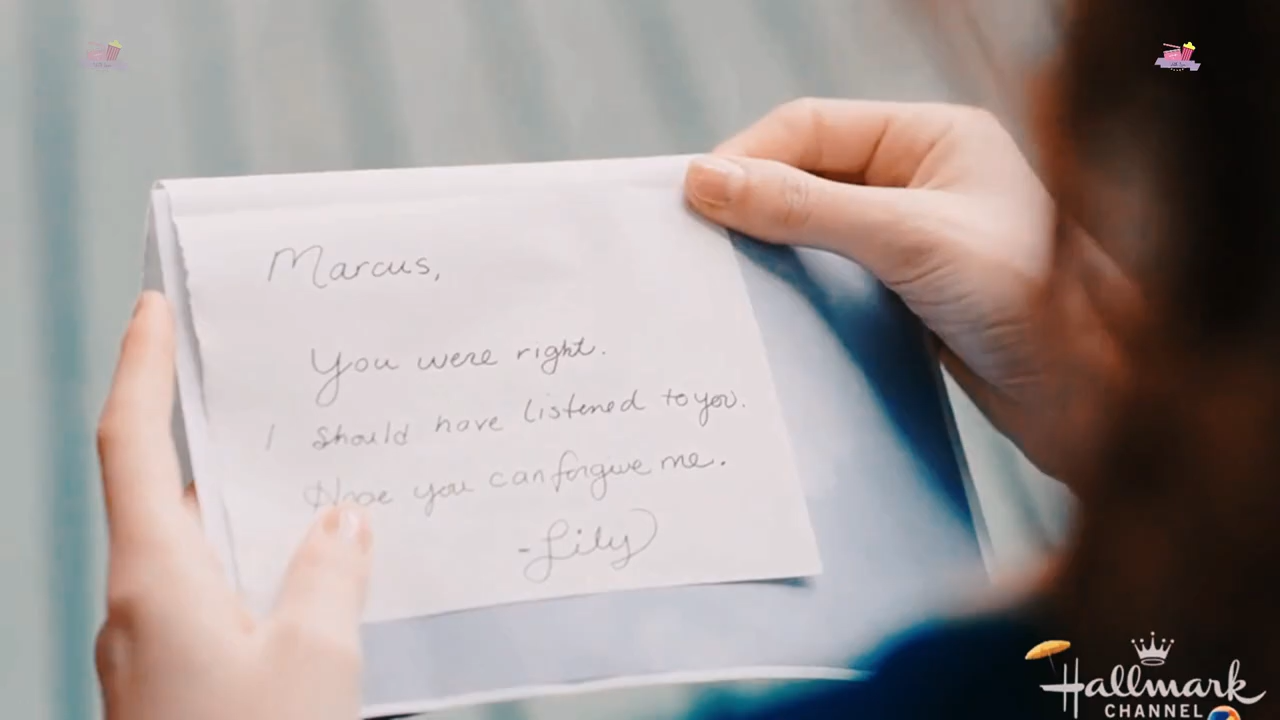 Marcus,
You were right.
I should have listened to you.
Hope you can forgive me.
-Lily
Hallmark
CHANNEL